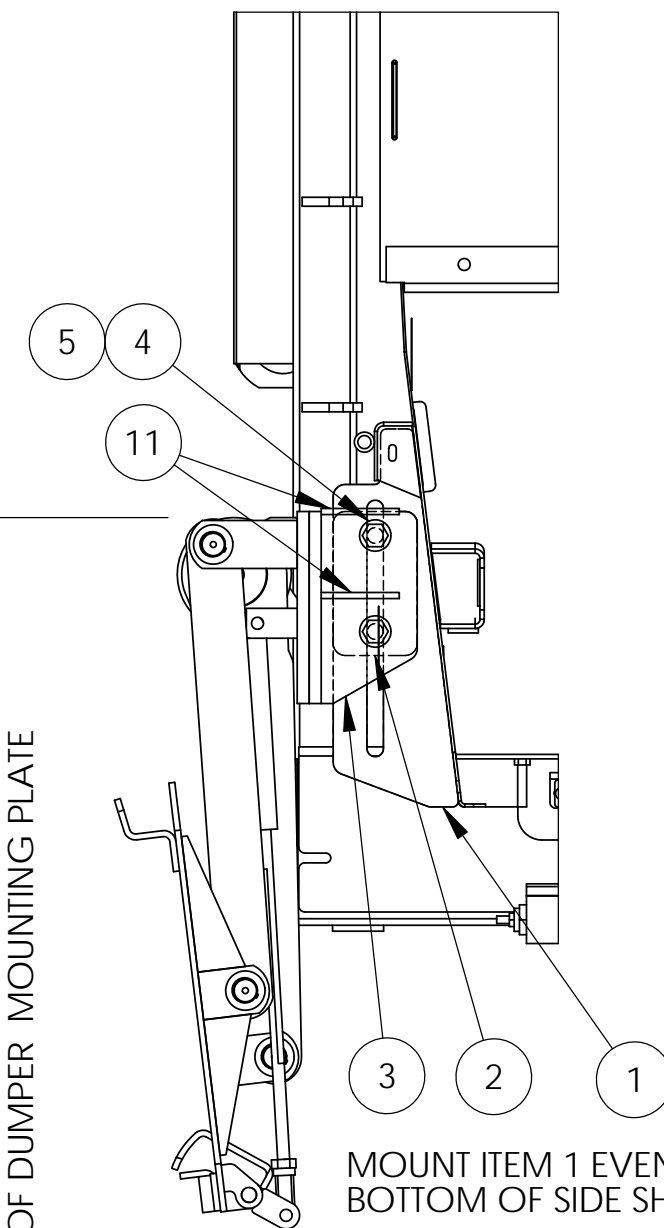 5 4
11
3 2 1
OF DUMPER MOUNTING PLATE
MOUNT ITEM 1 EVEN
BOTTOM OF SIDE SH